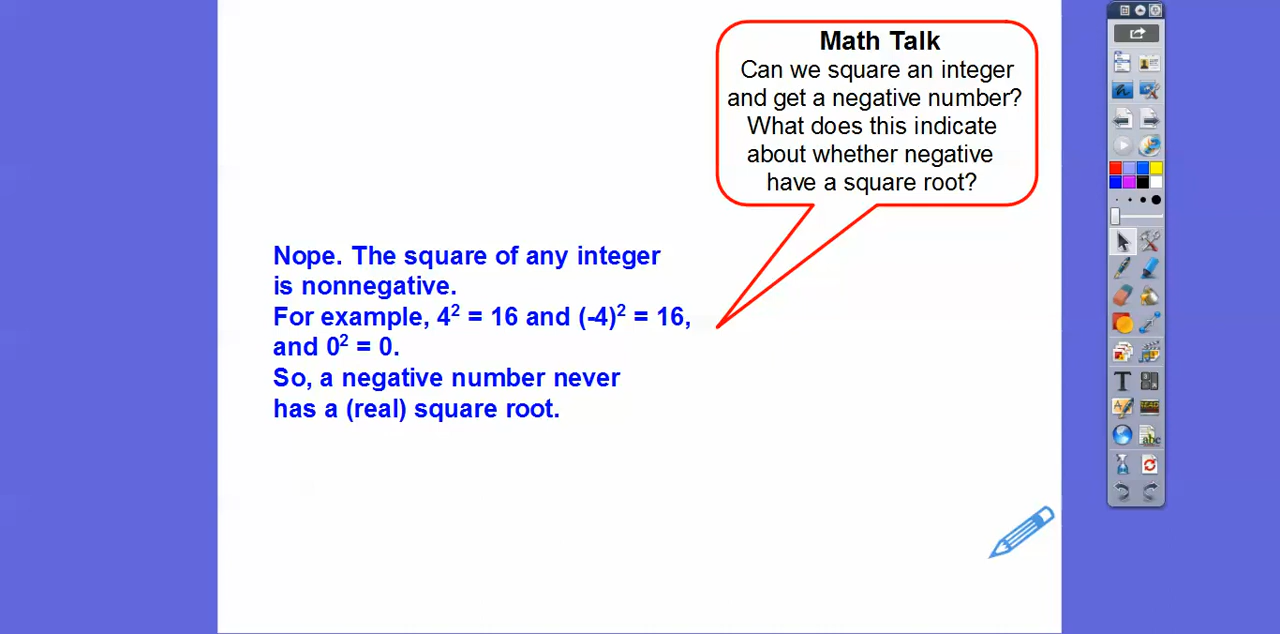 Math Talk
Can we square an integer
and get a negative number?
What does this indicate
about whether negative
have a square root?
Nope. The square of any integer
is nonnegative.
For example, 4² = 16 and (-4)² = 16,
and 0² = 0.
So, a negative number never
has a (real) square root.